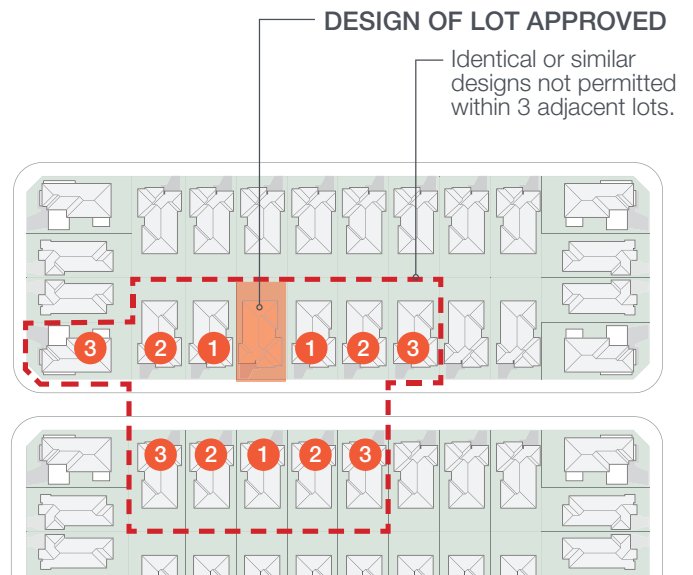 DESIGN OF LOT APPROVED
Identical or similar
designs not permitted
within 3 adjacent lots.
3 2 1 1 2 3
3 2 1 2 3